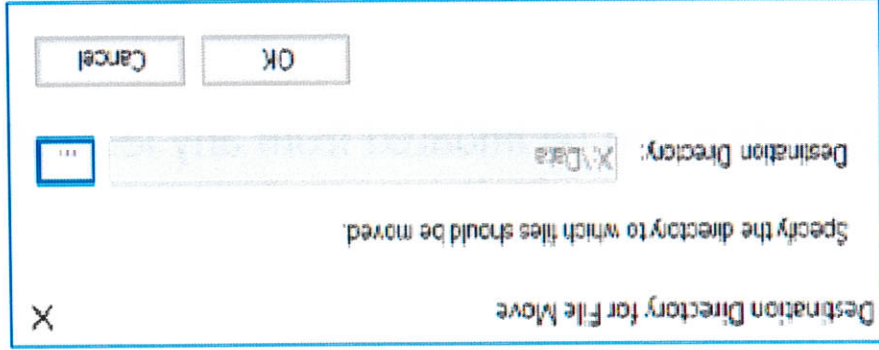 Destination Directory for File Move
Specify the directory to which files should be moved.
Destination Directory: X:\Data ...
OK Cancel